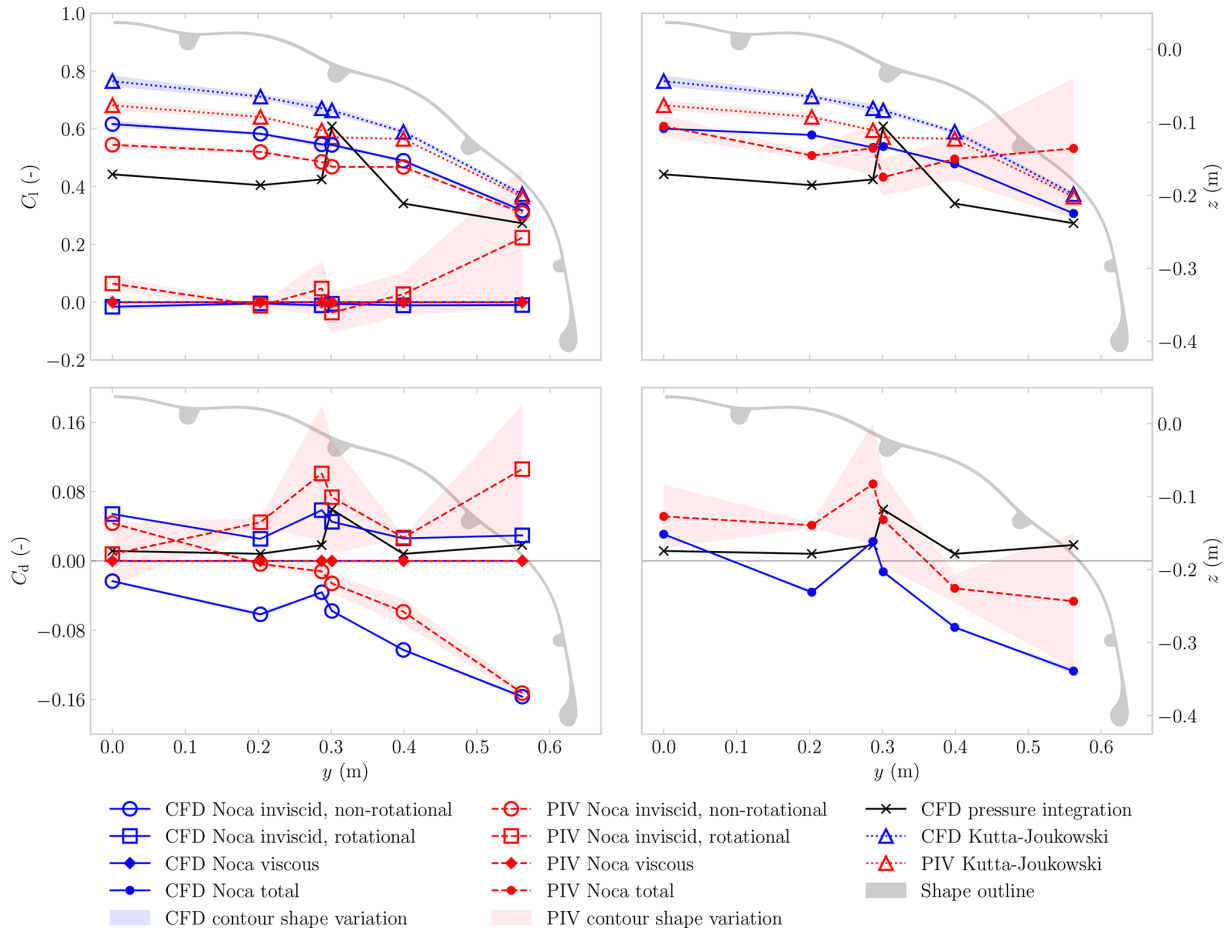 1.0
0.8
0.6
0.4
0.2
0.0
−0.2
C_l (-)
0.0
−0.1
−0.2
−0.3
−0.4
z (m)
0.16
0.08
0.00
−0.08
−0.16
C_d (-)
0.0
−0.1
−0.2
−0.3
−0.4
z (m)
0.0 0.1 0.2 0.3 0.4 0.5 0.6
y (m)
0.0 0.1 0.2 0.3 0.4 0.5 0.6
y (m)
CFD Noca inviscid, non-rotational
CFD Noca inviscid, rotational
CFD Noca viscous
CFD Noca total
CFD contour shape variation
PIV Noca inviscid, non-rotational
PIV Noca inviscid, rotational
PIV Noca viscous
PIV Noca total
PIV contour shape variation
CFD pressure integration
CFD Kutta-Joukowski
PIV Kutta-Joukowski
Shape outline